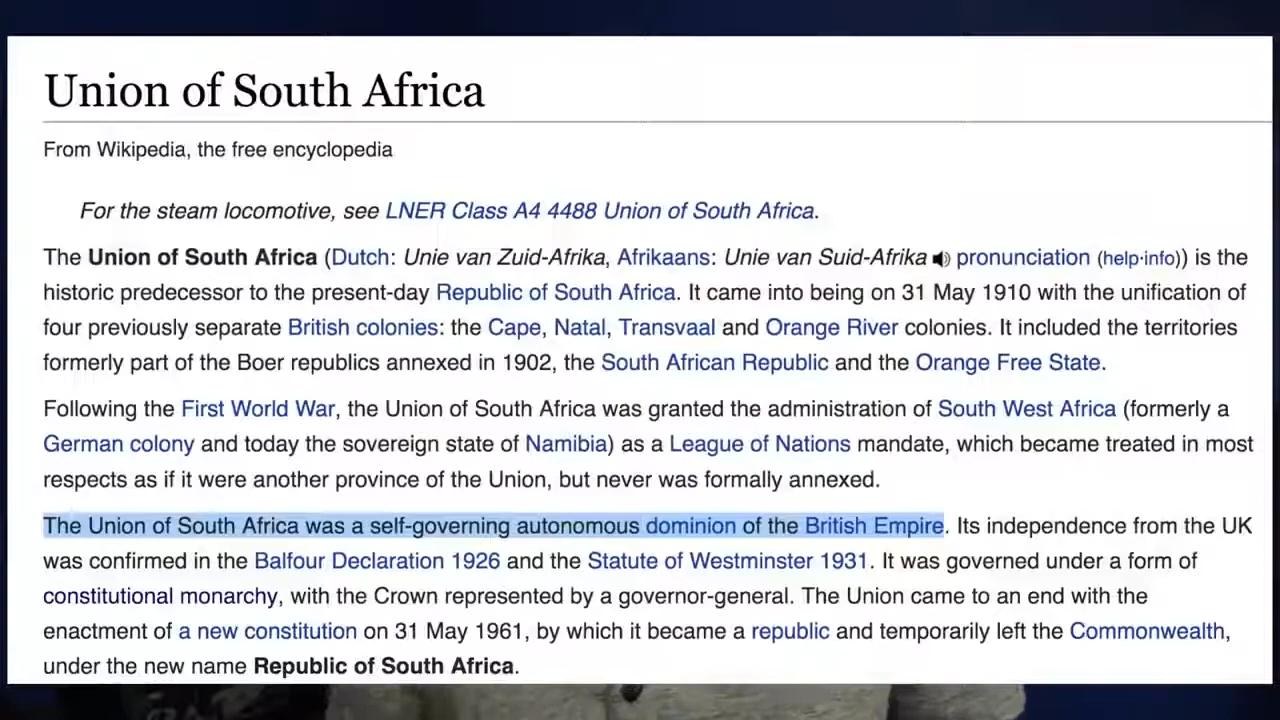 Union of South Africa
From Wikipedia, the free encyclopedia
For the steam locomotive, see LNER Class A4 4488 Union of South Africa.
The Union of South Africa (Dutch: Unie van Zuid-Afrika, Afrikaans: Unie van Suid-Afrika pronunciation (help·info)) is the
historic predecessor to the present-day Republic of South Africa. It came into being on 31 May 1910 with the unification of
four previously separate British colonies: the Cape, Natal, Transvaal and Orange River colonies. It included the territories
formerly part of the Boer republics annexed in 1902, the South African Republic and the Orange Free State.
Following the First World War, the Union of South Africa was granted the administration of South West Africa (formerly a
German colony and today the sovereign state of Namibia) as a League of Nations mandate, which became treated in most
respects as if it were another province of the Union, but never was formally annexed.
The Union of South Africa was a self-governing autonomous dominion of the British Empire. Its independence from the UK
was confirmed in the Balfour Declaration 1926 and the Statute of Westminster 1931. It was governed under a form of
constitutional monarchy, with the Crown represented by a governor-general. The Union came to an end with the
enactment of a new constitution on 31 May 1961, by which it became a republic and temporarily left the Commonwealth,
under the new name Republic of South Africa.